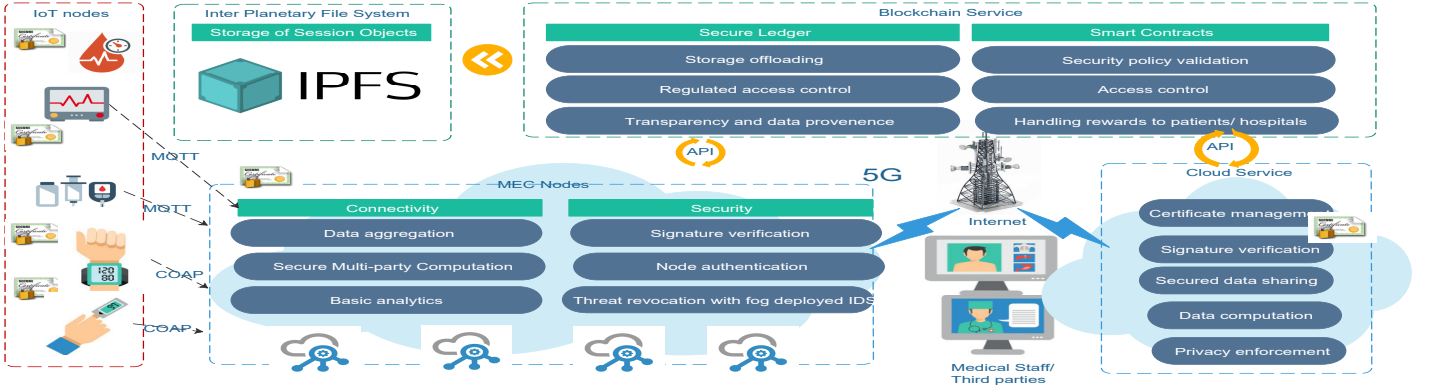 IoT nodes
Inter Planetary File System
Storage of Session Objects
IPFS
Blockchain Service
Secure Ledger
Storage offloading
Regulated access control
Transparency and data provenence
Smart Contracts
Security policy validation
Access control
Handling rewards to patients/ hospitals
MQTT
MQTT
COAP
COAP
120
80
API
API
MEC Nodes
Connectivity
Data aggregation
Secure Multi-party Computation
Basic analytics
Security
Signature verification
Node authentication
Threat revocation with fog deployed IDS
5G
Internet
Medical Staff/
Third parties
Cloud Service
Certificate manageme
Signature verification
Secured data sharing
Data computation
Privacy enforcement